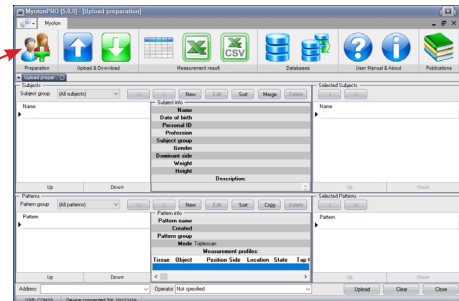 MyotonPRO [5.0.0] - [Upload preparation]
Myoton
Preparation
Upload & Download
Measurement result
Databases
User Manual & About
Publications
CSV
Upload prepar...
Subjects
Subject group (All subjects) New Edit Sort Merge Delete
Selected Subjects
Name
Subject info
Name
Date of birth
Personal ID
Profession
Subject group
Gender
Dominant side
Weight
Height
Description:
Name
Up Down
Up Down
Patterns
Pattern group (All patterns) New Edit Sort Copy Delete
Selected Patterns
Pattern
Pattern info
Pattern name
Created
Pattern group
Mode Triplescan
Measurement profiles:
Tissue Object Position Side Location State Tap t
Pattern
Up Down
Up Down
Address Operator Not specified Upload Clear Close